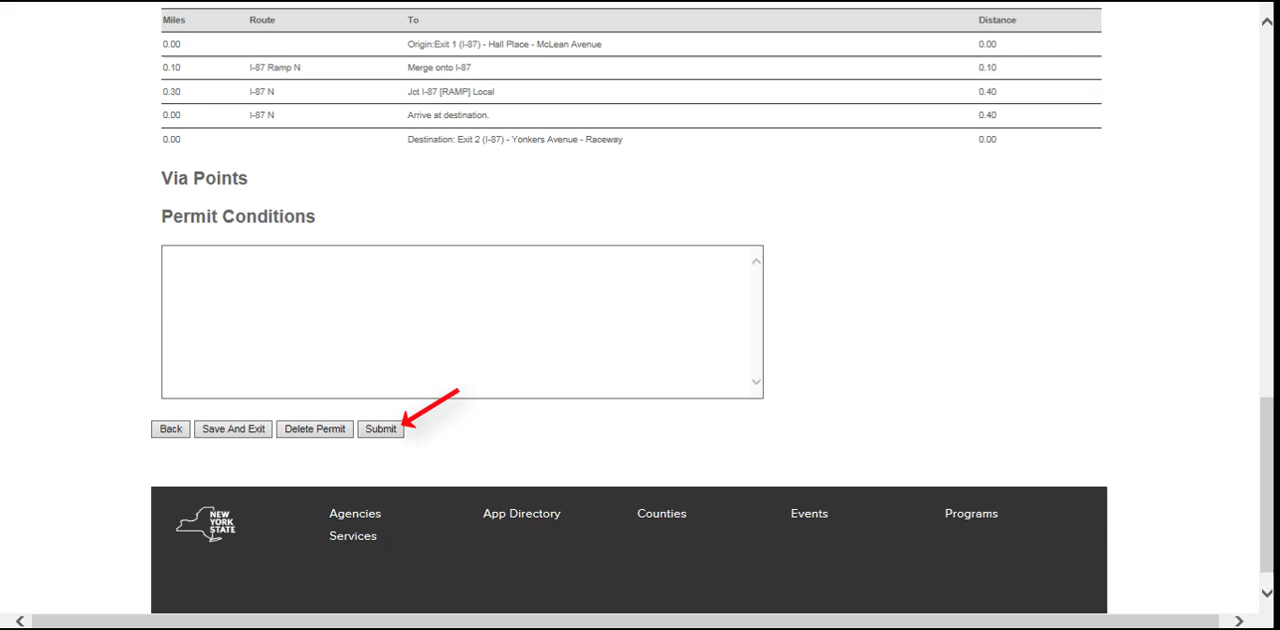 Miles Route To Distance
0.00 Origin:Exit 1 (I-87) - Hall Place - McLean Avenue 0.00
0.10 I-87 Ramp N Merge onto I-87 0.10
0.30 I-87 N Jct I-87 [RAMP] Local 0.40
0.00 I-87 N Arrive at destination. 0.40
0.00 Destination: Exit 2 (I-87) - Yonkers Avenue - Raceway 0.00
Via Points
Permit Conditions
Back Save And Exit Delete Permit Submit
NEW
YORK
STATE
Agencies App Directory Counties Events Programs
Services